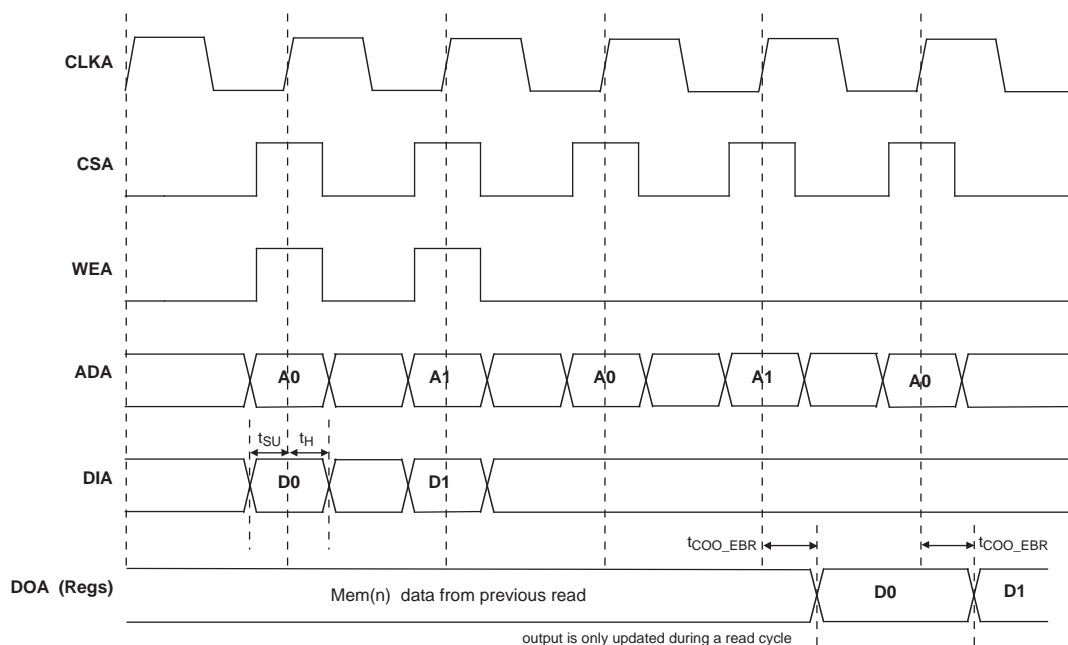 CLKA
CSA
WEA
ADA
A0
A1
A0
A1
A0
tSU
tH
DIA
D0
D1
tCOO_EBR
tCOO_EBR
DOA (Regs)
Mem(n) data from previous read
D0
D1
output is only updated during a read cycle